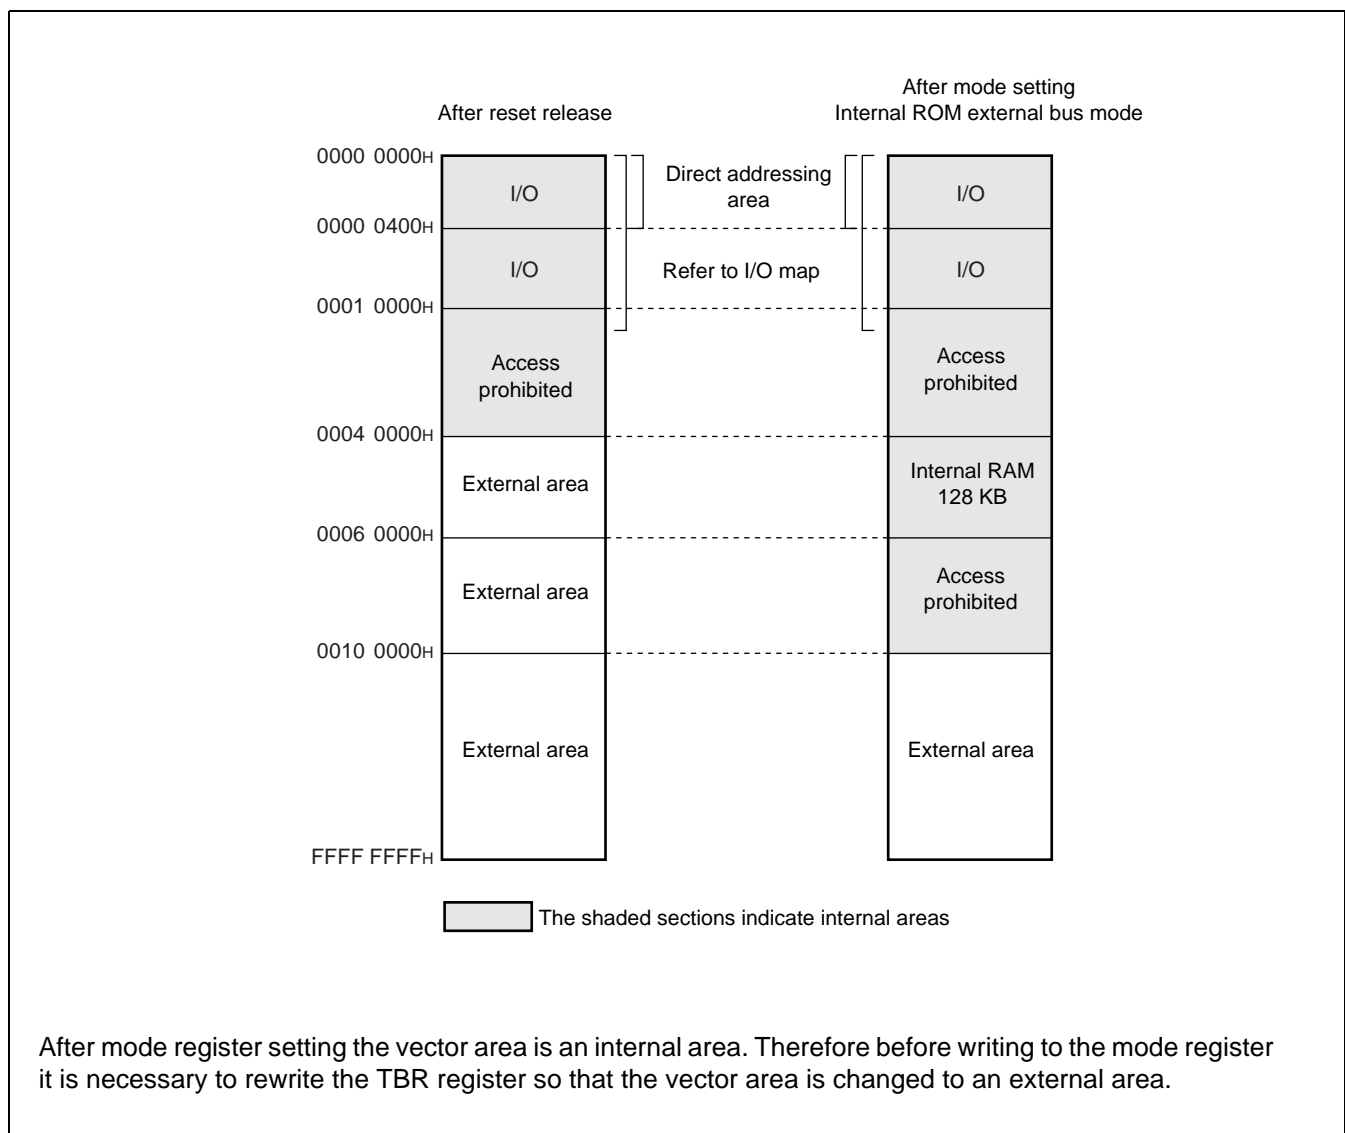 After reset release
After mode setting
Internal ROM external bus mode
0000 0000H
I/O
Direct addressing
area
I/O
0000 0400H
I/O
Refer to I/O map
I/O
0001 0000H
Access
prohibited
Access
prohibited
0004 0000H
External area
Internal RAM
128 KB
0006 0000H
External area
Access
prohibited
0010 0000H
External area
External area
FFFF FFFFH
The shaded sections indicate internal areas
After mode register setting the vector area is an internal area. Therefore before writing to the mode register
it is necessary to rewrite the TBR register so that the vector area is changed to an external area.